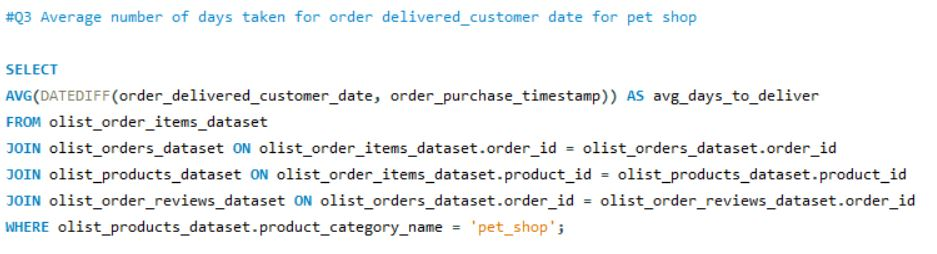 #Q3 Average number of days taken for order delivered_customer date for pet shop
SELECT
AVG(DATEDIFF(order_delivered_customer_date, order_purchase_timestamp)) AS avg_days_to_deliver
FROM olist_order_items_dataset
JOIN olist_orders_dataset ON olist_order_items_dataset.order_id = olist_orders_dataset.order_id
JOIN olist_products_dataset ON olist_order_items_dataset.product_id = olist_products_dataset.product_id
JOIN olist_order_reviews_dataset ON olist_orders_dataset.order_id = olist_order_reviews_dataset.order_id
WHERE olist_products_dataset.product_category_name = 'pet_shop';